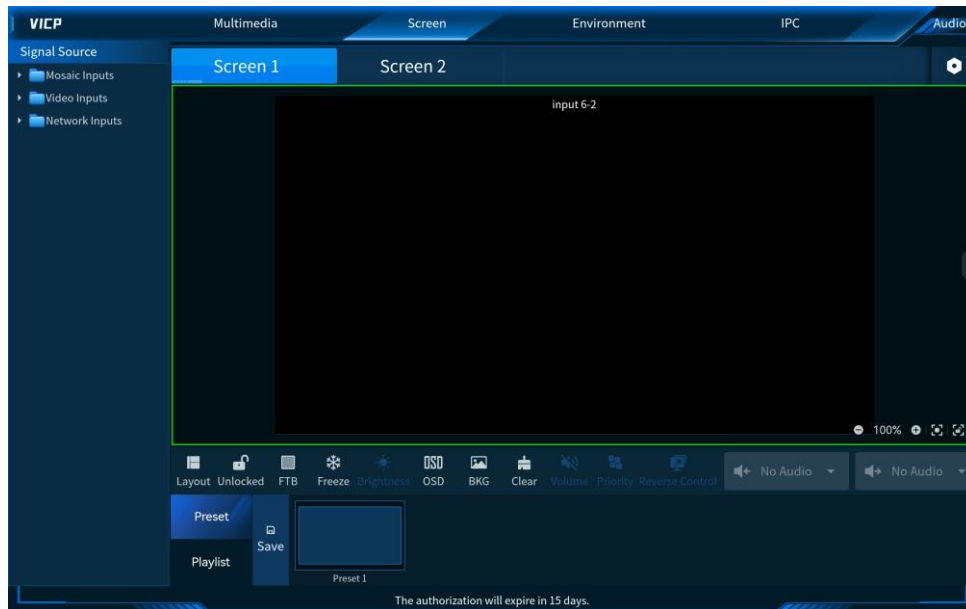 VICP
Multimedia
Screen
Environment
IPC
Audio
Signal Source
Mosaic Inputs
Video Inputs
Network Inputs
Screen 1
Screen 2
input 6-2
100%
Layout
Unlocked
FTB
Freeze
Brightness
OSD
OSD
BKG
Clear
Volume
Priority
Reverse Control
No Audio
No Audio
Preset
Playlist
Save
Preset 1
The authorization will expire in 15 days.